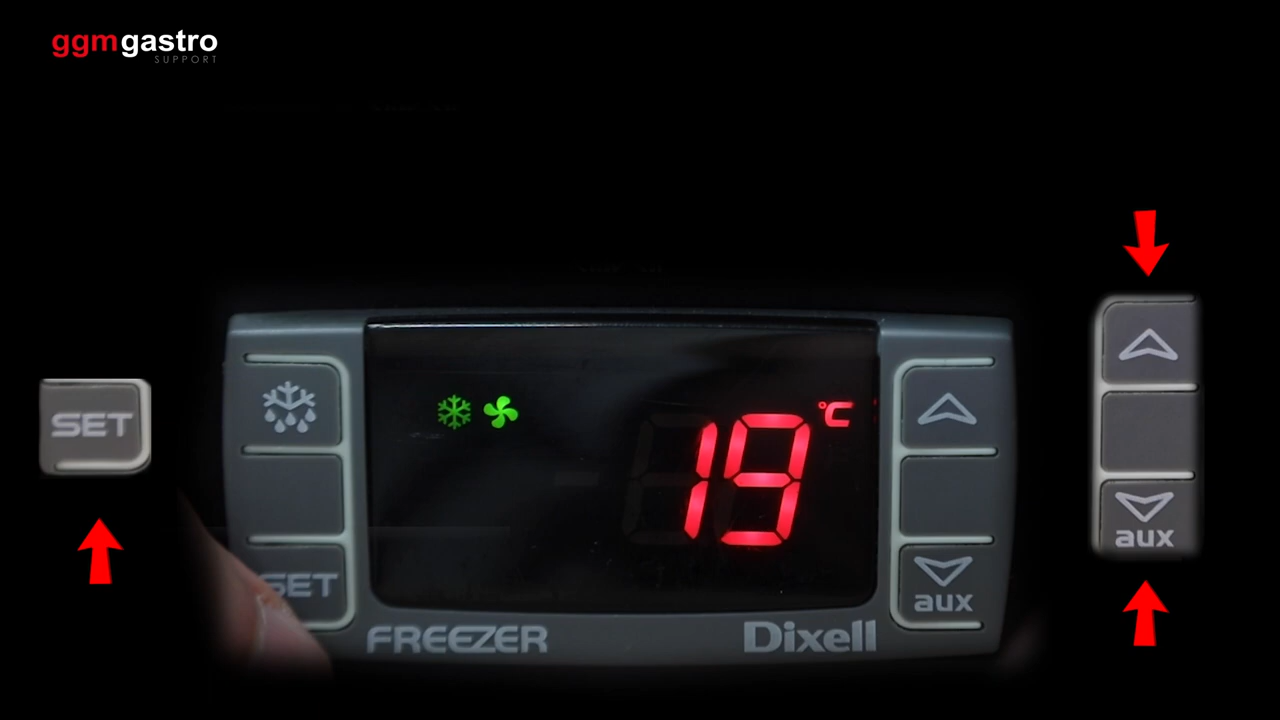 ggmgastro
SUPPORT
SET
19 °C
SET
aux
aux
FREEZER
Dixell